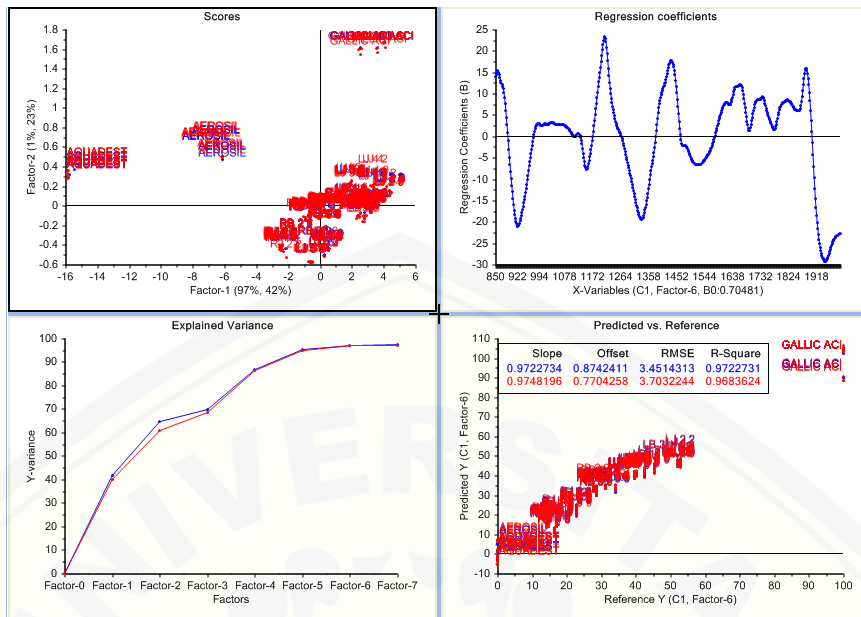 Scores
1.8
1.6
1.4
1.2
1
0.8
0.6
0.4
0.2
0
-0.2
-0.4
-0.6
Factor-2 (1%, 23%)
AQUADEST
AEROSIL
AEROSIL
AEROSIL
AEROSIL
-16 -14 -12 -10 -8 -6 -4 -2 0 2 4 6
Factor-1 (97%, 42%)
Regression coefficients
25
20
15
10
5
0
-5
-10
-15
-20
-25
-30
Regression Coefficients (B)
850 922 994 1078 1172 1264 1358 1452 1546 1638 1732 1824 1918
X-Variables (C1, Factor-6, B0:0.70481)
Explained Variance
100
90
80
70
60
50
40
30
20
10
0
Y-variance
Factor-0 Factor-1 Factor-2 Factor-3 Factor-4 Factor-5 Factor-6 Factor-7
Factors
Predicted vs. Reference
110
100
90
80
70
60
50
40
30
20
10
0
-10
Predicted Y (C1, Factor-6)
Slope Offset RMSE R-Square
0.9722734 0.8742411 3.4514313 0.9722731
0.9748196 0.7704258 3.7032244 0.9683624
GALLIC ACI
GALLIC ACI
AEROSIL
0 10 20 30 40 50 60 70 80 90 100
Reference Y (C1, Factor-6)